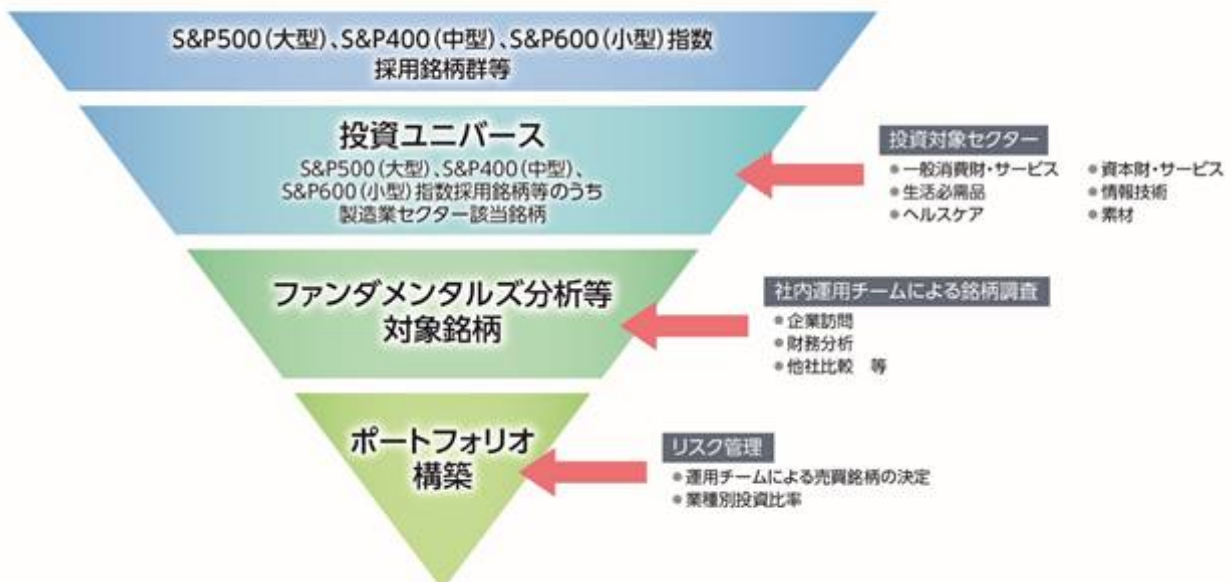 S&P500(大型)、S&P400(中型)、S&P600(小型)指数
採用銘柄群等
投資ユニバース
S&P500(大型)、S&P400(中型)、
S&P600(小型)指数採用銘柄等のうち
製造業セクター該当銘柄
投資対象セクター
●一般消費財・サービス ●資本財・サービス
●生活必需品 ●情報技術
●ヘルスケア ●素材
ファンダメンタルズ分析等
対象銘柄
社内運用チームによる銘柄調査
●企業訪問
●財務分析
●他社比較 等
ポートフォリオ
構築
リスク管理
●運用チームによる売買銘柄の決定
●業種別投資比率